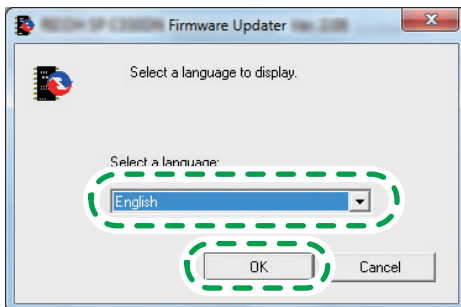 Firmware Updater
Select a language to display.
Select a language:
English
OK
Cancel